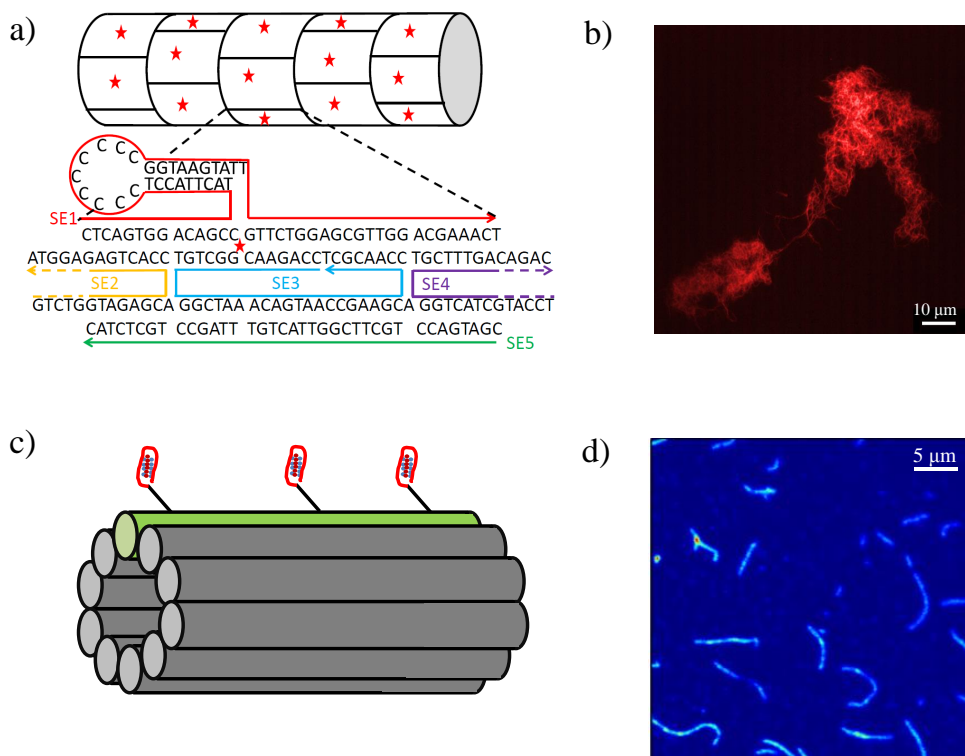 a)
b)
C C C C C C C C C
GGTAAGTATT
TCCATTCAT
SE1
CTCAGTGG ACAGCC GTTCTGGAGCGTTGG ACGAAACT
ATGGAGAGTCACC TGTCGG CAAGACCTCGCAACC TGCTTTGACAGAC
SE2 SE3 SE4
GTCTGGTAGAGCA GGCTAA ACAGTAACCGAAGCA GGTCATCGTACCT
CATCTCGT CCGATT TGTCATTGGCTTCGT CCAGTAGC
SE5
10 μm
c)
d)
5 μm